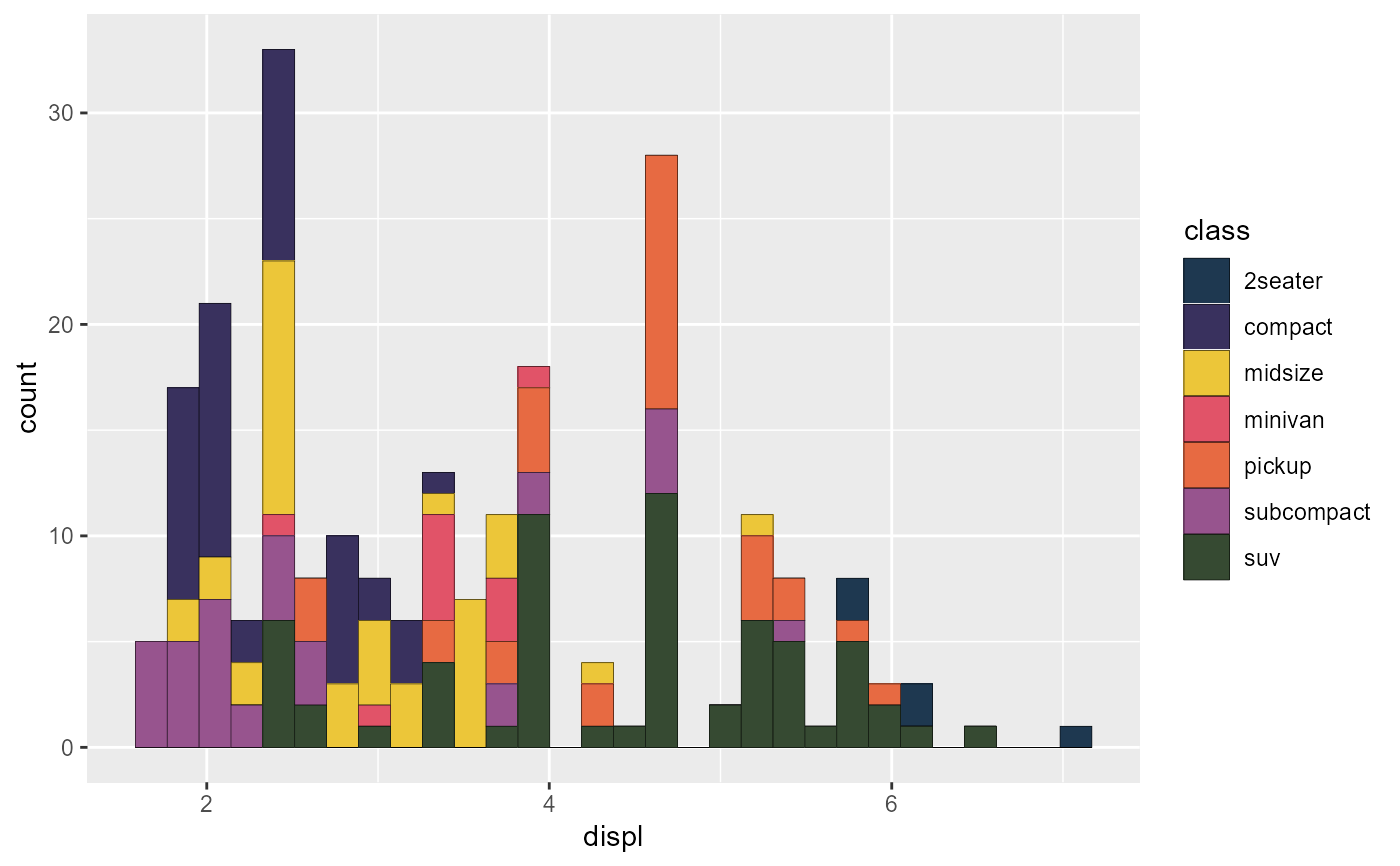 30
20
10
0
count
2 4 6
displ
class
2seater
compact
midsize
minivan
pickup
subcompact
suv